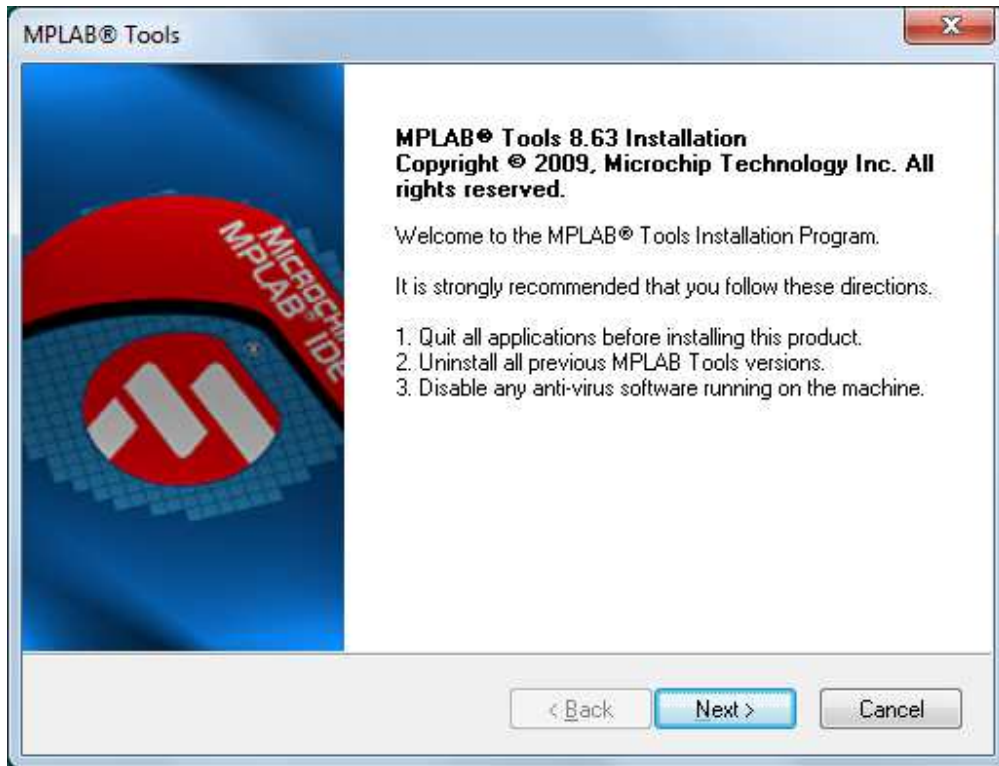 MPLAB® Tools
X
MICROCHI
MPLAB® IDE
MPLAB® Tools 8.63 Installation
Copyright © 2009, Microchip Technology Inc. All
rights reserved.
Welcome to the MPLAB® Tools Installation Program.
It is strongly recommended that you follow these directions.
1. Quit all applications before installing this product.
2. Uninstall all previous MPLAB Tools versions.
3. Disable any anti-virus software running on the machine.
< Back
Next >
Cancel